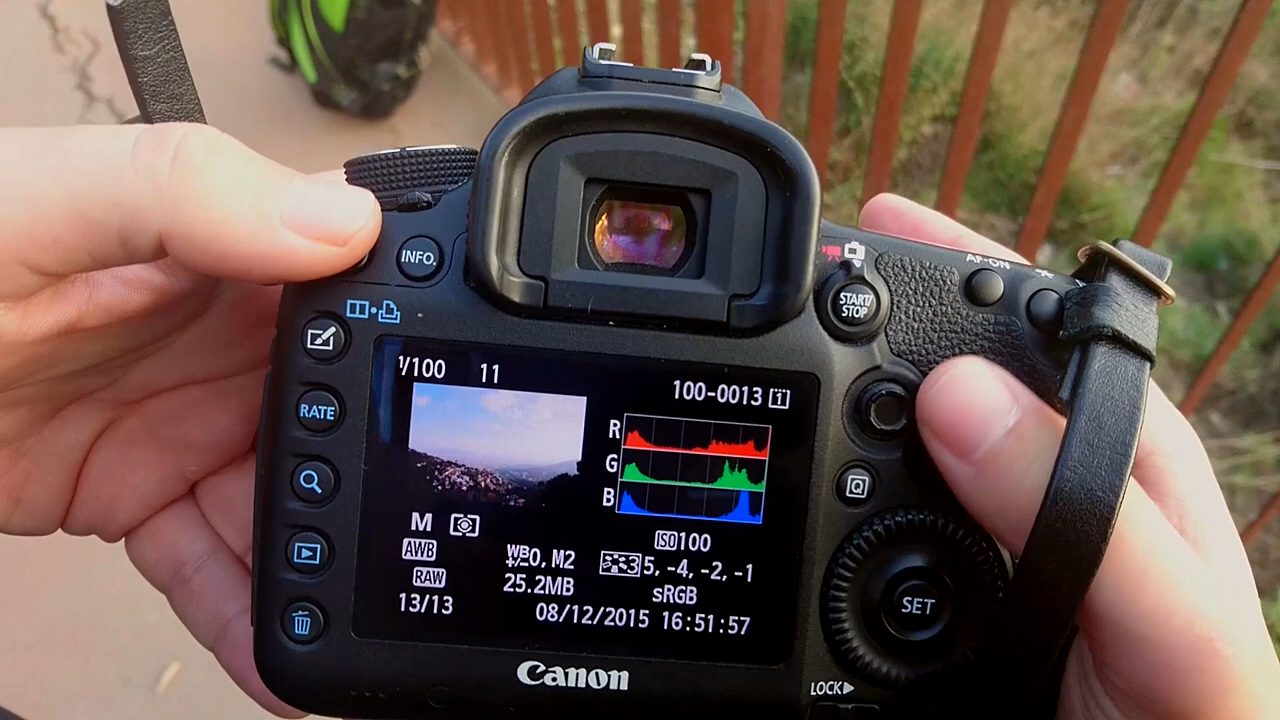 INFO.
START/
STOP
AF-ON
RATE
1/100 11 100-0013 i
R
G
B
Q
M
ISO100
AWB
WB+/-0, M2 3 5, -4, -2, -1
RAW 25.2MB sRGB
13/13 08/12/2015 16:51:57
SET
Canon
LOCK▶